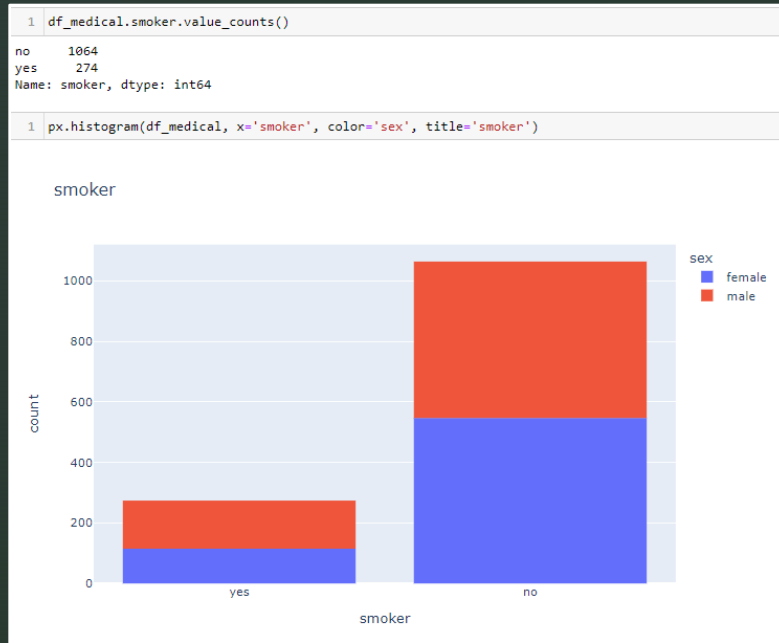 1 df_medical.smoker.value_counts()
no 1064
yes 274
Name: smoker, dtype: int64
1 px.histogram(df_medical, x='smoker', color='sex', title='smoker')
smoker
sex
female
male
1000
800
600
400
200
0
count
yes no
smoker